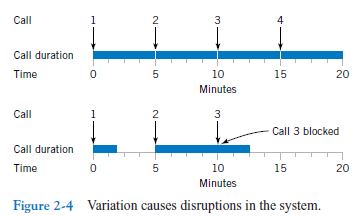 Call 1 2 3 4
Call duration
Time 0 5 10 15 20
Minutes
Call 1 2 3
Call 3 blocked
Call duration
Time 0 5 10 15 20
Minutes
Figure 2-4 Variation causes disruptions in the system.